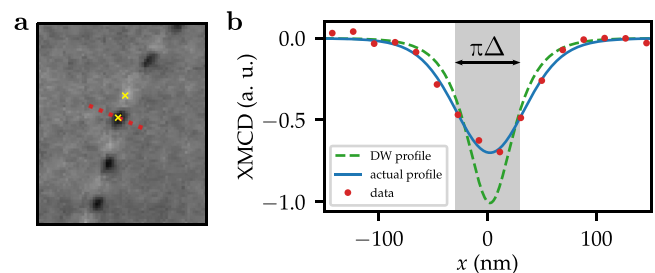 a
b
XMCD (a. u.)
0.0
−0.5
−1.0
πΔ
DW profile
actual profile
data
−100
0
100
x (nm)